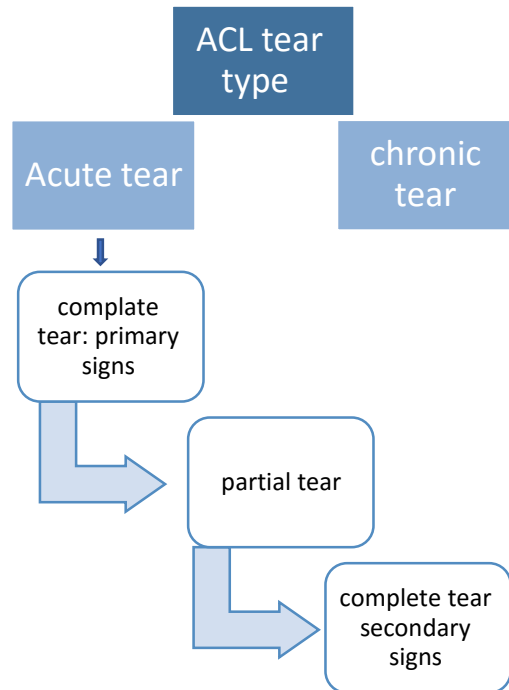 ACL tear
type
Acute tear
chronic
tear
complate
tear: primary
signs
partial tear
complete tear
secondary
signs